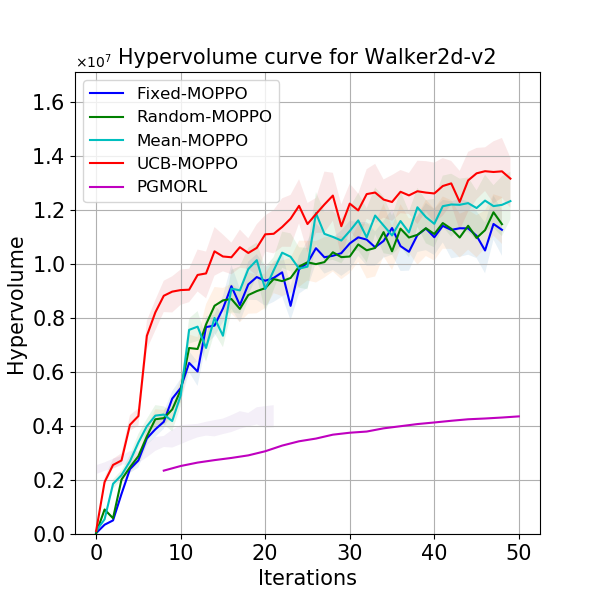 ×10⁷ Hypervolume curve for Walker2d-v2
Fixed-MOPPO
Random-MOPPO
Mean-MOPPO
UCB-MOPPO
PGMORL
Hypervolume
1.6
1.4
1.2
1.0
0.8
0.6
0.4
0.2
0.0
0 10 20 30 40 50
Iterations